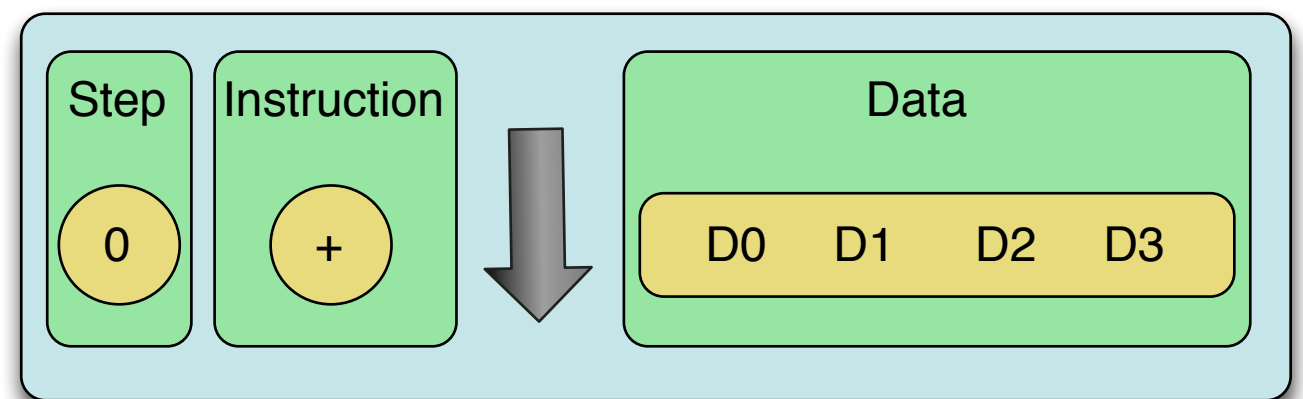 Step Instruction Data
0 + D0 D1 D2 D3